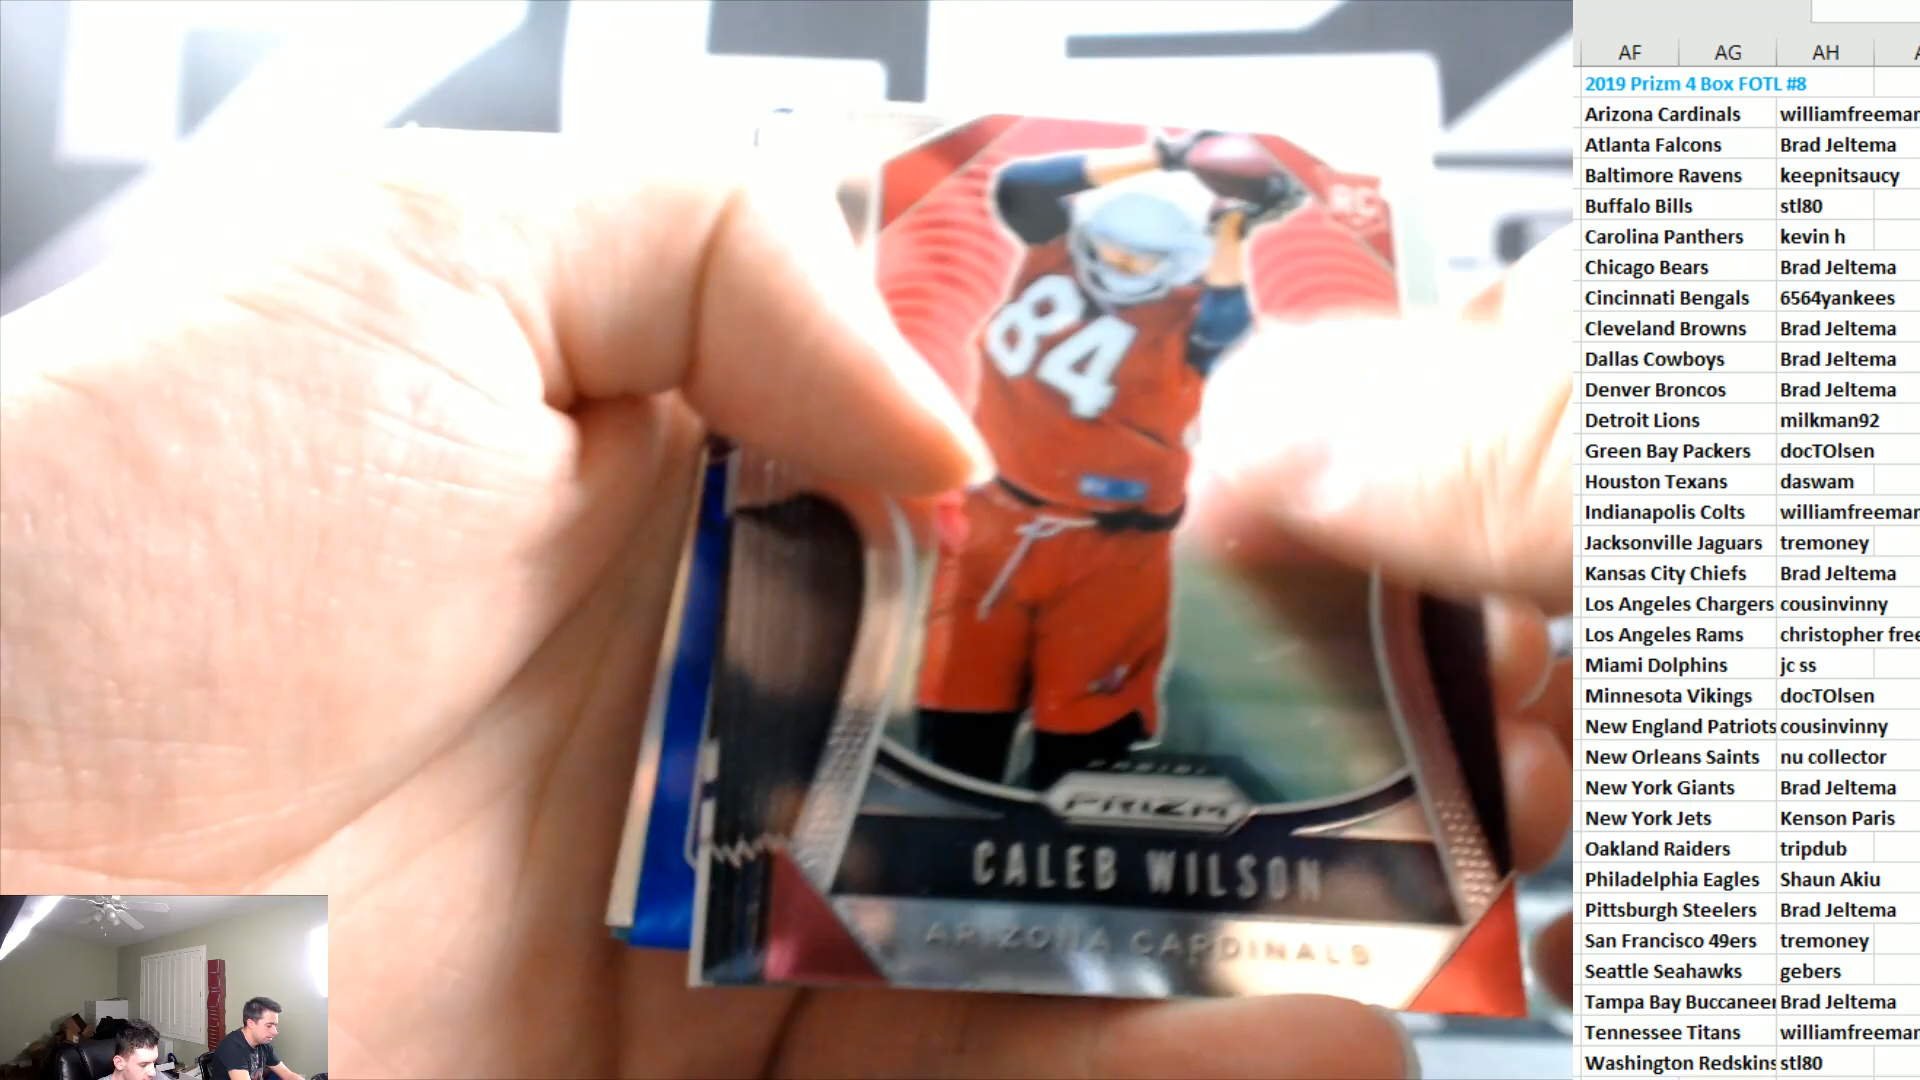 AF AG AH
2019 Prizm 4 Box FOTL #8
Arizona Cardinals williamfreeman
Atlanta Falcons Brad Jeltema
Baltimore Ravens keepnitsaucy
Buffalo Bills stl80
Carolina Panthers kevin h
Chicago Bears Brad Jeltema
Cincinnati Bengals 6564yankees
Cleveland Browns Brad Jeltema
Dallas Cowboys Brad Jeltema
Denver Broncos Brad Jeltema
Detroit Lions milkman92
Green Bay Packers docTOlsen
Houston Texans daswam
Indianapolis Colts williamfreeman
Jacksonville Jaguars tremoney
Kansas City Chiefs Brad Jeltema
Los Angeles Chargers cousinvinny
Los Angeles Rams christopher free
Miami Dolphins jc ss
Minnesota Vikings docTOlsen
New England Patriots cousinvinny
New Orleans Saints nu collector
New York Giants Brad Jeltema
New York Jets Kenson Paris
Oakland Raiders tripdub
Philadelphia Eagles Shaun Akiu
Pittsburgh Steelers Brad Jeltema
San Francisco 49ers tremoney
Seattle Seahawks gebers
Tampa Bay Buccaneer Brad Jeltema
Tennessee Titans williamfreeman
Washington Redskins stl80
RC
84
PANINI
PRIZM
CALEB WILSON
ARIZONA CARDINALS